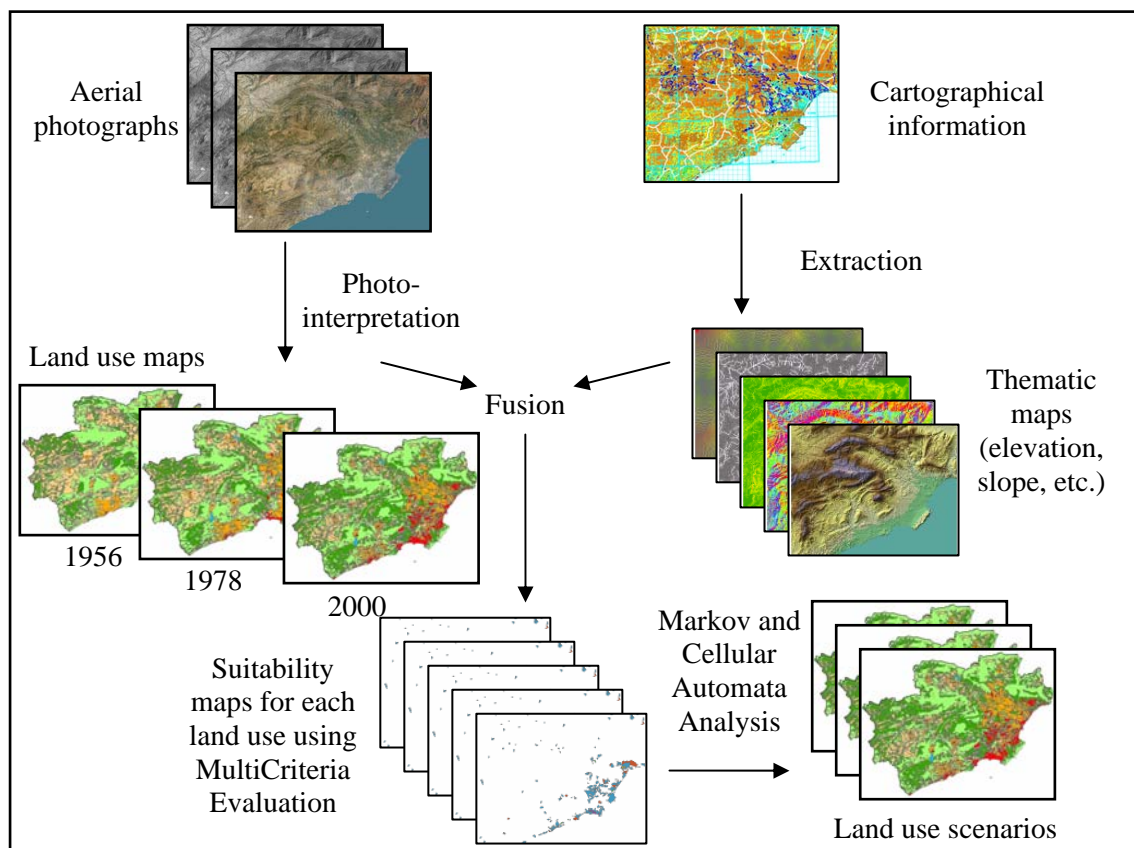 Aerial
photographs
Cartographical
information
Extraction
Photo-
interpretation
Land use maps
Fusion
Thematic
maps
(elevation,
slope, etc.)
1956
1978
2000
Suitability
maps for each
land use using
MultiCriteria
Evaluation
Markov and
Cellular
Automata
Analysis
Land use scenarios